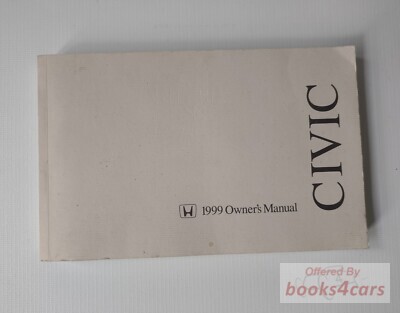 1999 Owner's Manual
CIVIC
Offered By
books4cars